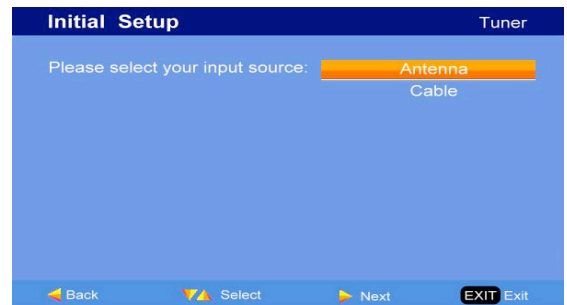 Initial Setup Tuner
Please select your input source: Antenna
Cable
Back Select Next EXIT Exit